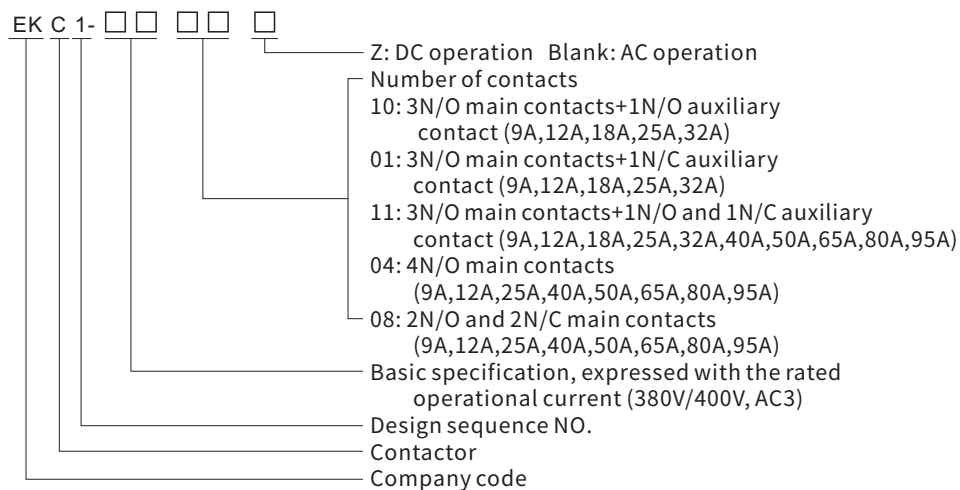 EK C 1- □□ □□ □
Z: DC operation Blank: AC operation
Number of contacts
10: 3N/O main contacts+1N/O auxiliary
contact (9A,12A,18A,25A,32A)
01: 3N/O main contacts+1N/C auxiliary
contact (9A,12A,18A,25A,32A)
11: 3N/O main contacts+1N/O and 1N/C auxiliary
contact (9A,12A,18A,25A,32A,40A,50A,65A,80A,95A)
04: 4N/O main contacts
(9A,12A,25A,40A,50A,65A,80A,95A)
08: 2N/O and 2N/C main contacts
(9A,12A,25A,40A,50A,65A,80A,95A)
Basic specification, expressed with the rated
operational current (380V/400V, AC3)
Design sequence NO.
Contactor
Company code